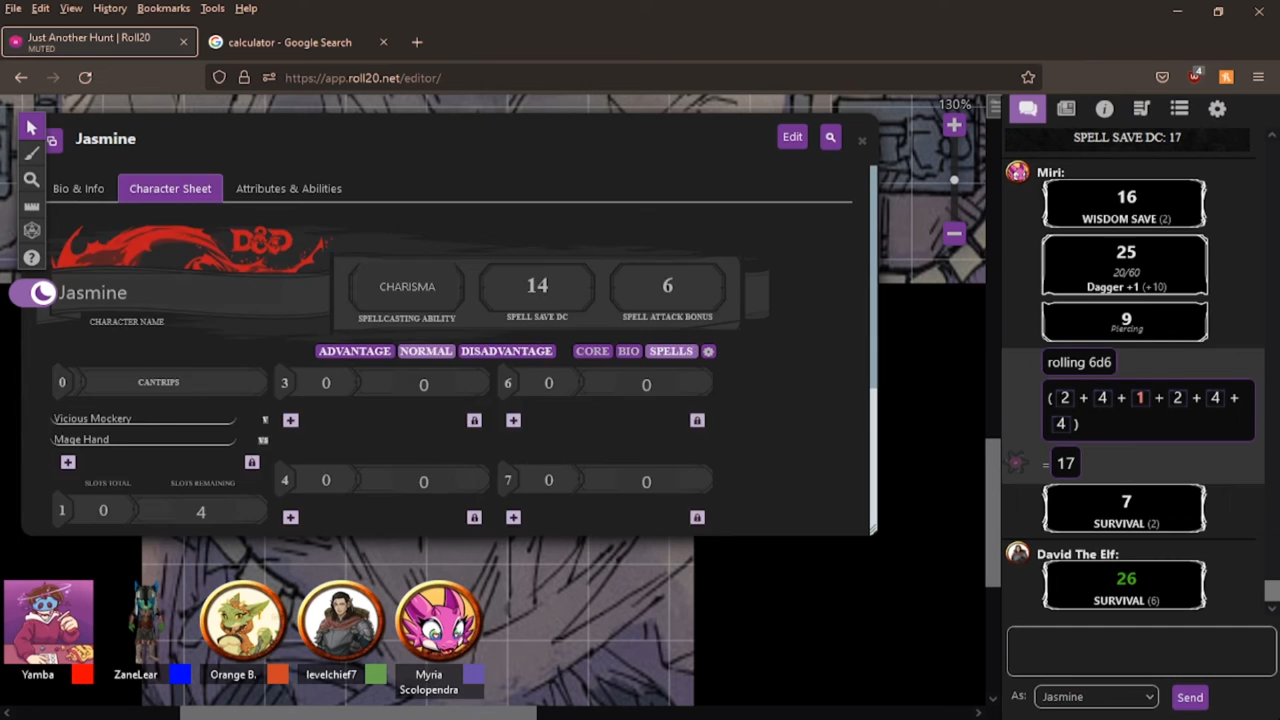 File Edit View History Bookmarks Tools Help
Just Another Hunt | Roll20
MUTED
calculator - Google Search
https://app.roll20.net/editor/
4
130%
Jasmine
Edit
Bio & Info
Character Sheet
Attributes & Abilities
D&D
Jasmine
CHARACTER NAME
CHARISMA
SPELLCASTING ABILITY
14
SPELL SAVE DC
6
SPELL ATTACK BONUS
ADVANTAGE NORMAL DISADVANTAGE
CORE BIO SPELLS
0 CANTRIPS
Vicious Mockery V
Mage Hand
SLOTS TOTAL SLOTS REMAINING
1 0 4
3 0 0
4 0 0
6 0 0
7 0 0
Yamba
ZaneLear
Orange B.
levelchief7
Myria
Scolopendra
SPELL SAVE DC: 17
Miri:
16
WISDOM SAVE (2)
25
20/60
Dagger +1 (+10)
9
Piercing
rolling 6d6
( 2 + 4 + 1 + 2 + 4 +
4 )
= 17
7
SURVIVAL (2)
David The Elf:
26
SURVIVAL (6)
As: Jasmine
Send